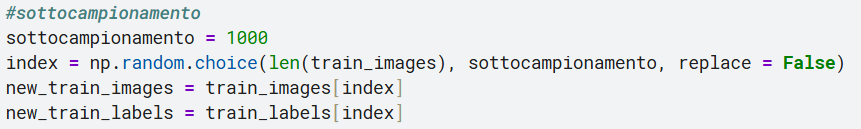 #sottocampionamento
sottocampionamento = 1000
index = np.random.choice(len(train_images), sottocampionamento, replace = False)
new_train_images = train_images[index]
new_train_labels = train_labels[index]